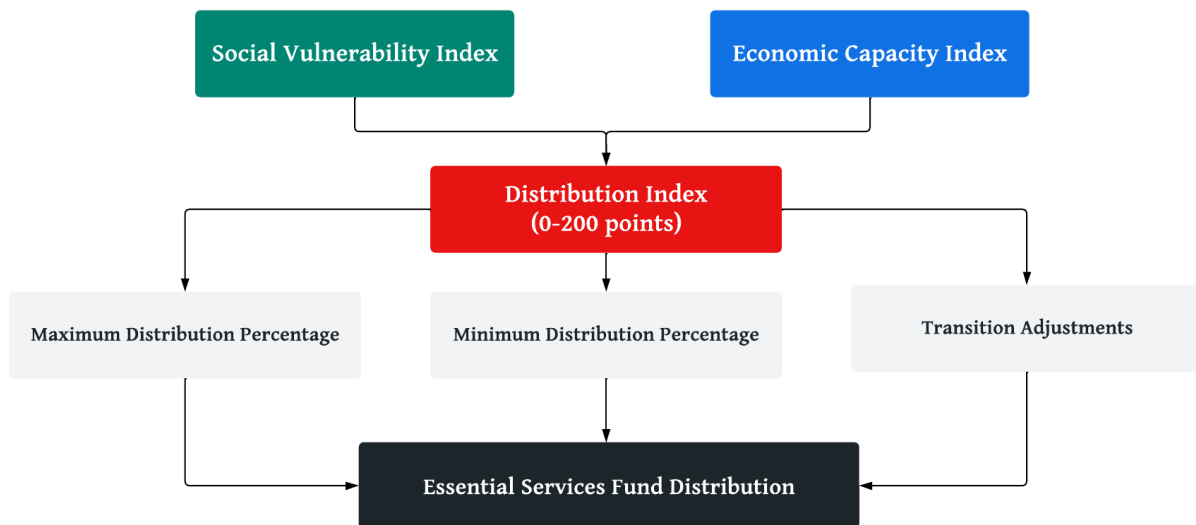 Social Vulnerability Index
Economic Capacity Index
Distribution Index
(0-200 points)
Maximum Distribution Percentage
Minimum Distribution Percentage
Transition Adjustments
Essential Services Fund Distribution